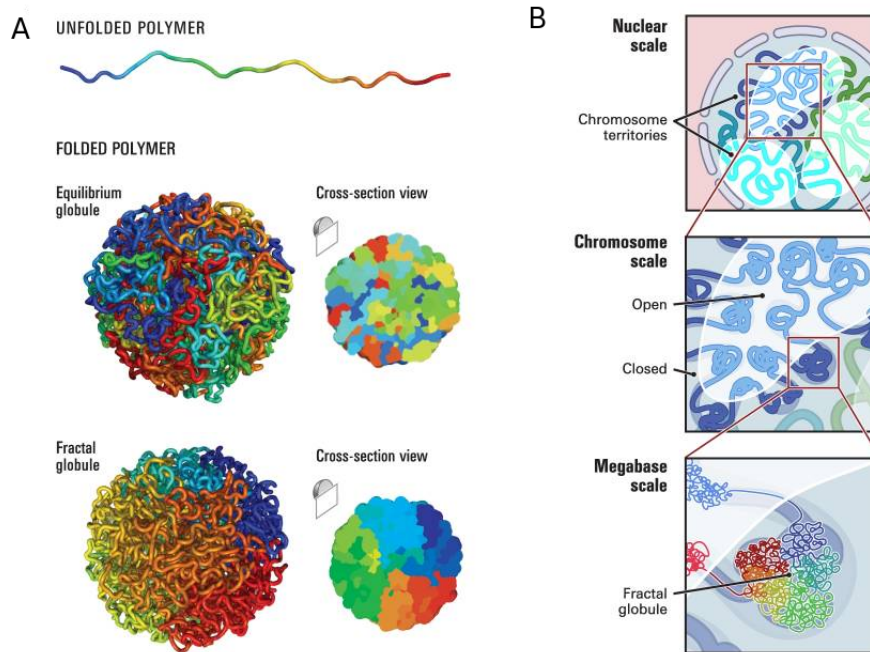 A
UNFOLDED POLYMER
FOLDED POLYMER
Equilibrium
globule
Cross-section view
Fractal
globule
Cross-section view
B
Nuclear
scale
Chromosome
territories
Chromosome
scale
Open
Closed
Megabase
scale
Fractal
globule